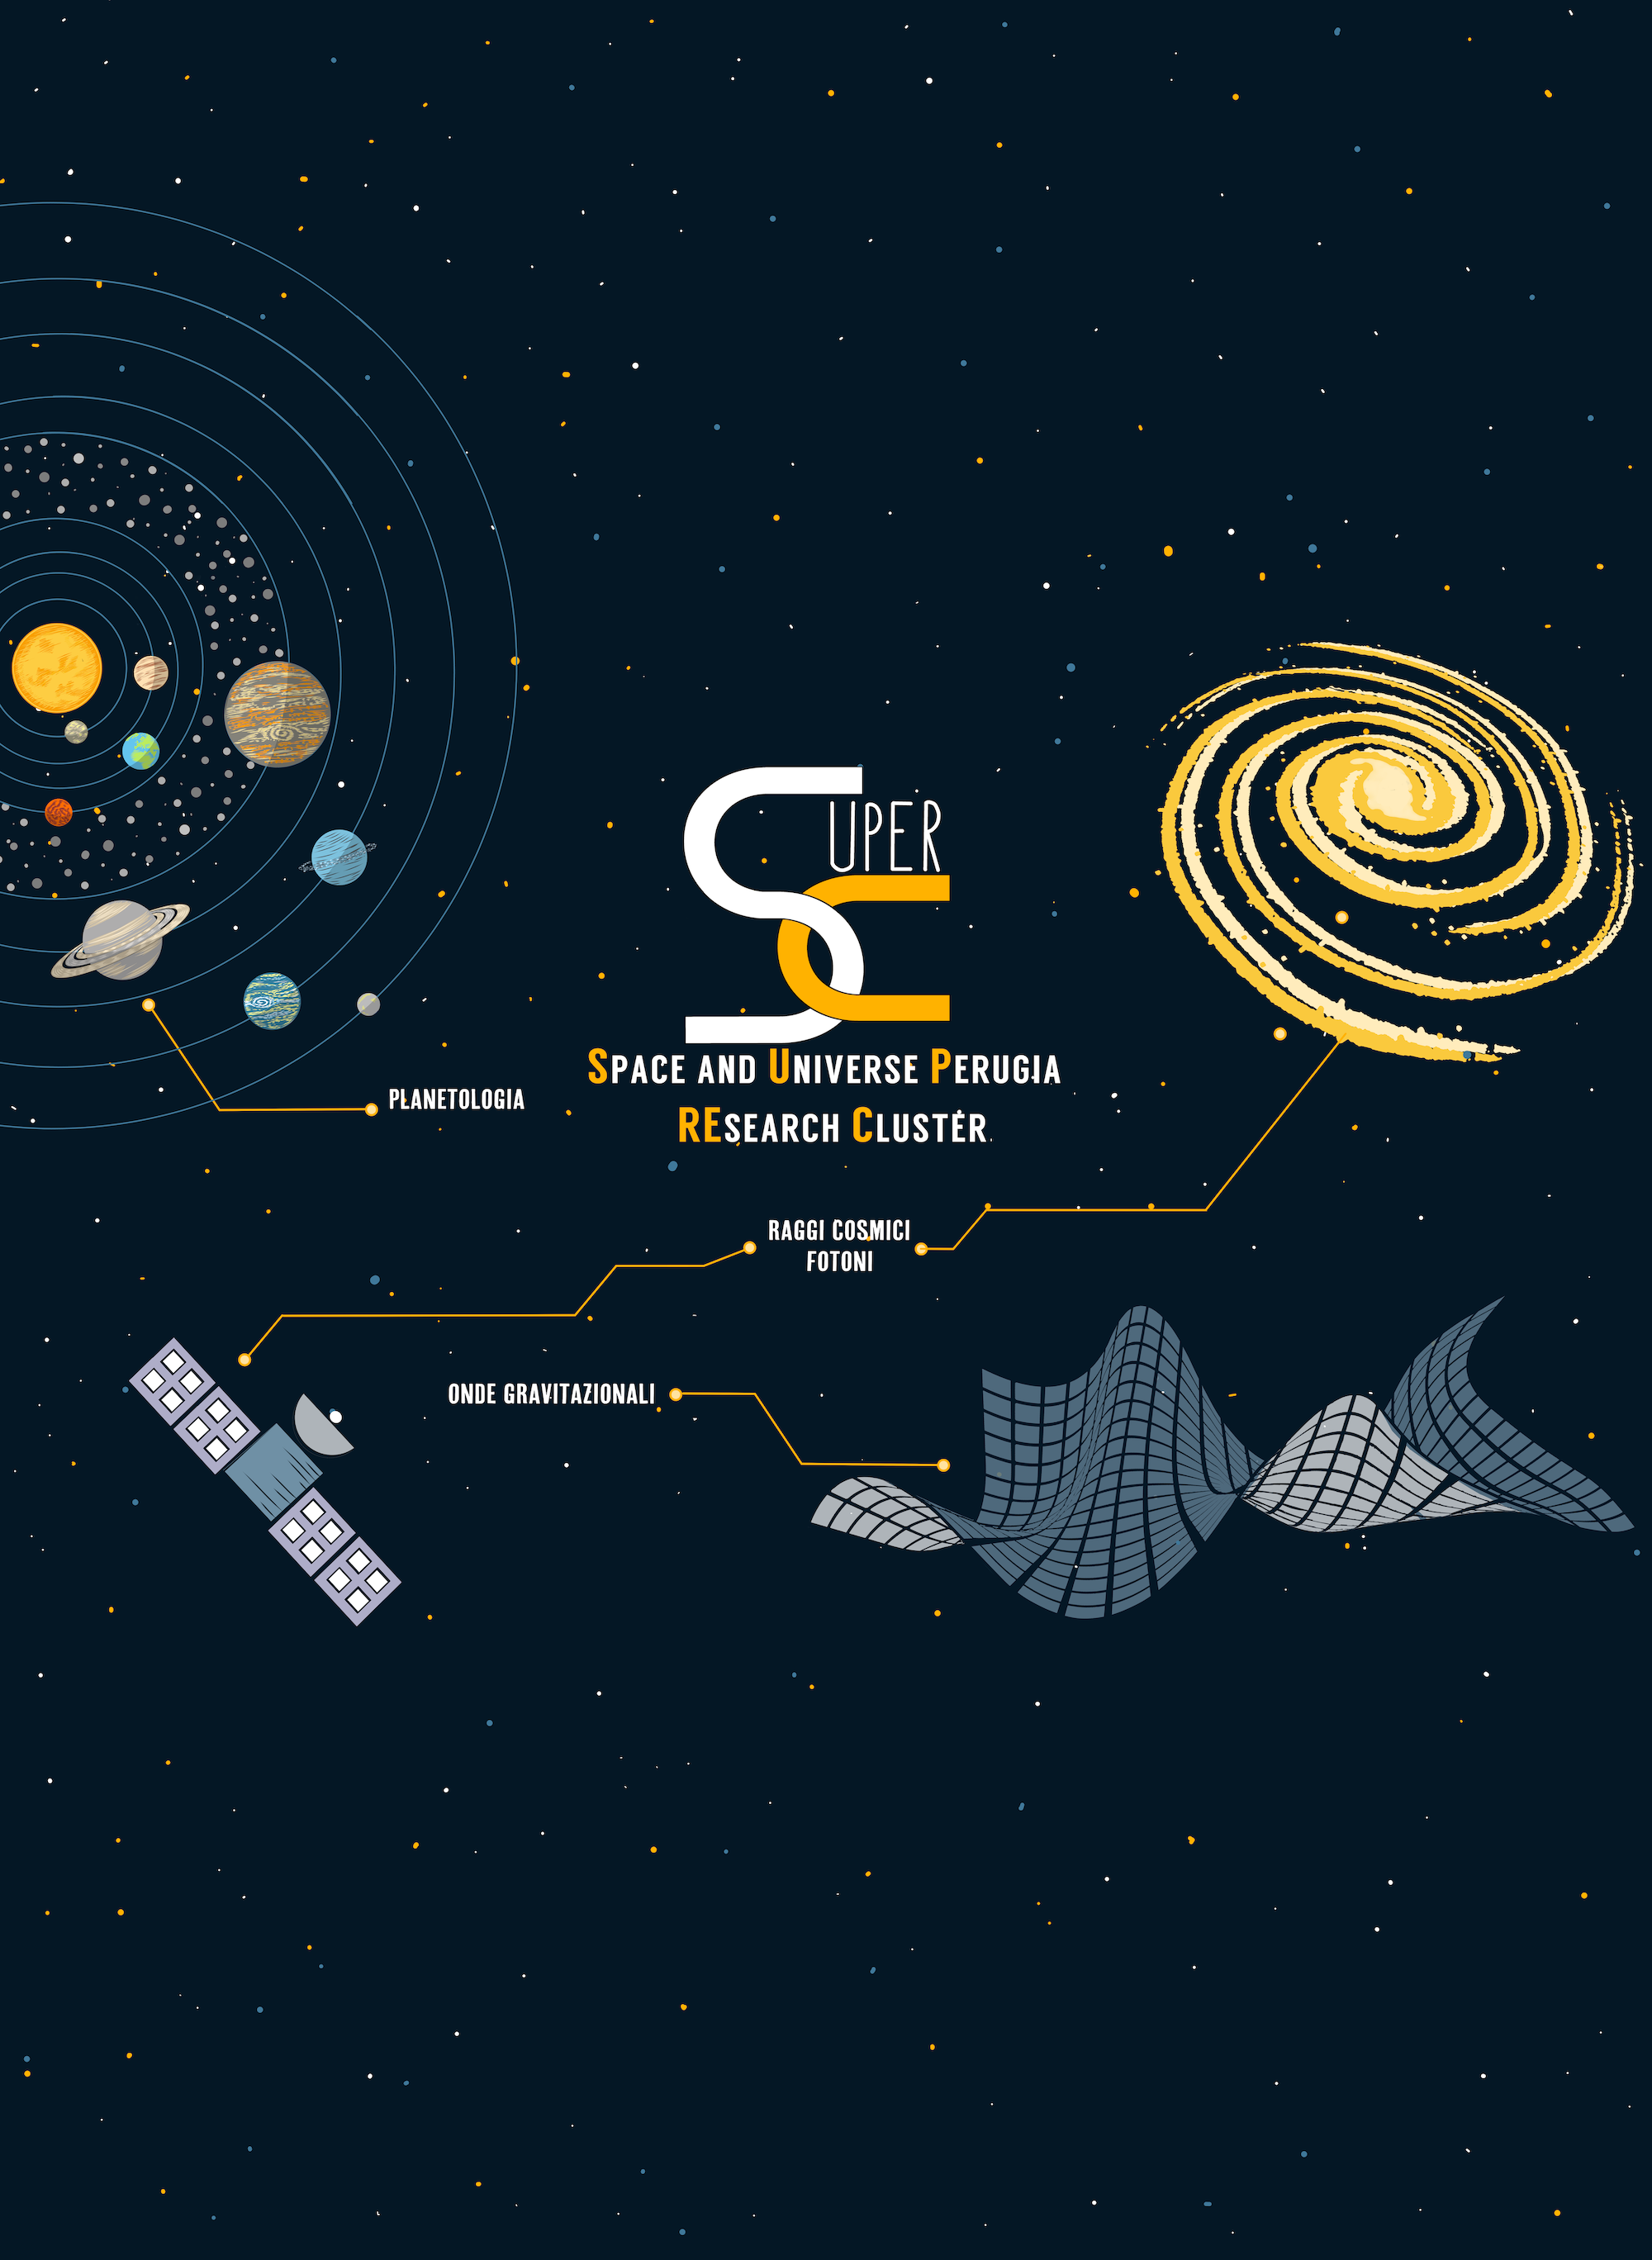 SUPER
C
SPACE AND UNIVERSE PERUGIA
RESEARCH CLUSTER
PLANETOLOGIA
RAGGI COSMICI
FOTONI
ONDE GRAVITAZIONALI